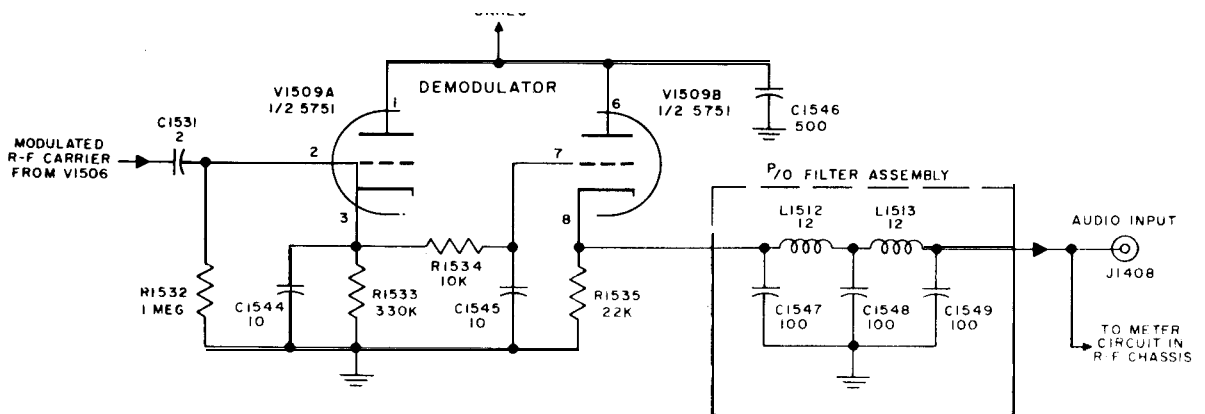 DEMODULATOR
V1509A
1/2 5751
1
V1509B
1/2 5751
6
C1546
500
C1531
2
MODULATED
R-F CARRIER
FROM V1506
2
3
7
8
P/O FILTER ASSEMBLY
L1512
12
L1513
12
AUDIO INPUT
J1408
R1532
1 MEG
C1544
10
R1533
330K
R1534
10K
C1545
10
R1535
22K
C1547
100
C1548
100
C1549
100
TO METER
CIRCUIT IN
R-F CHASSIS